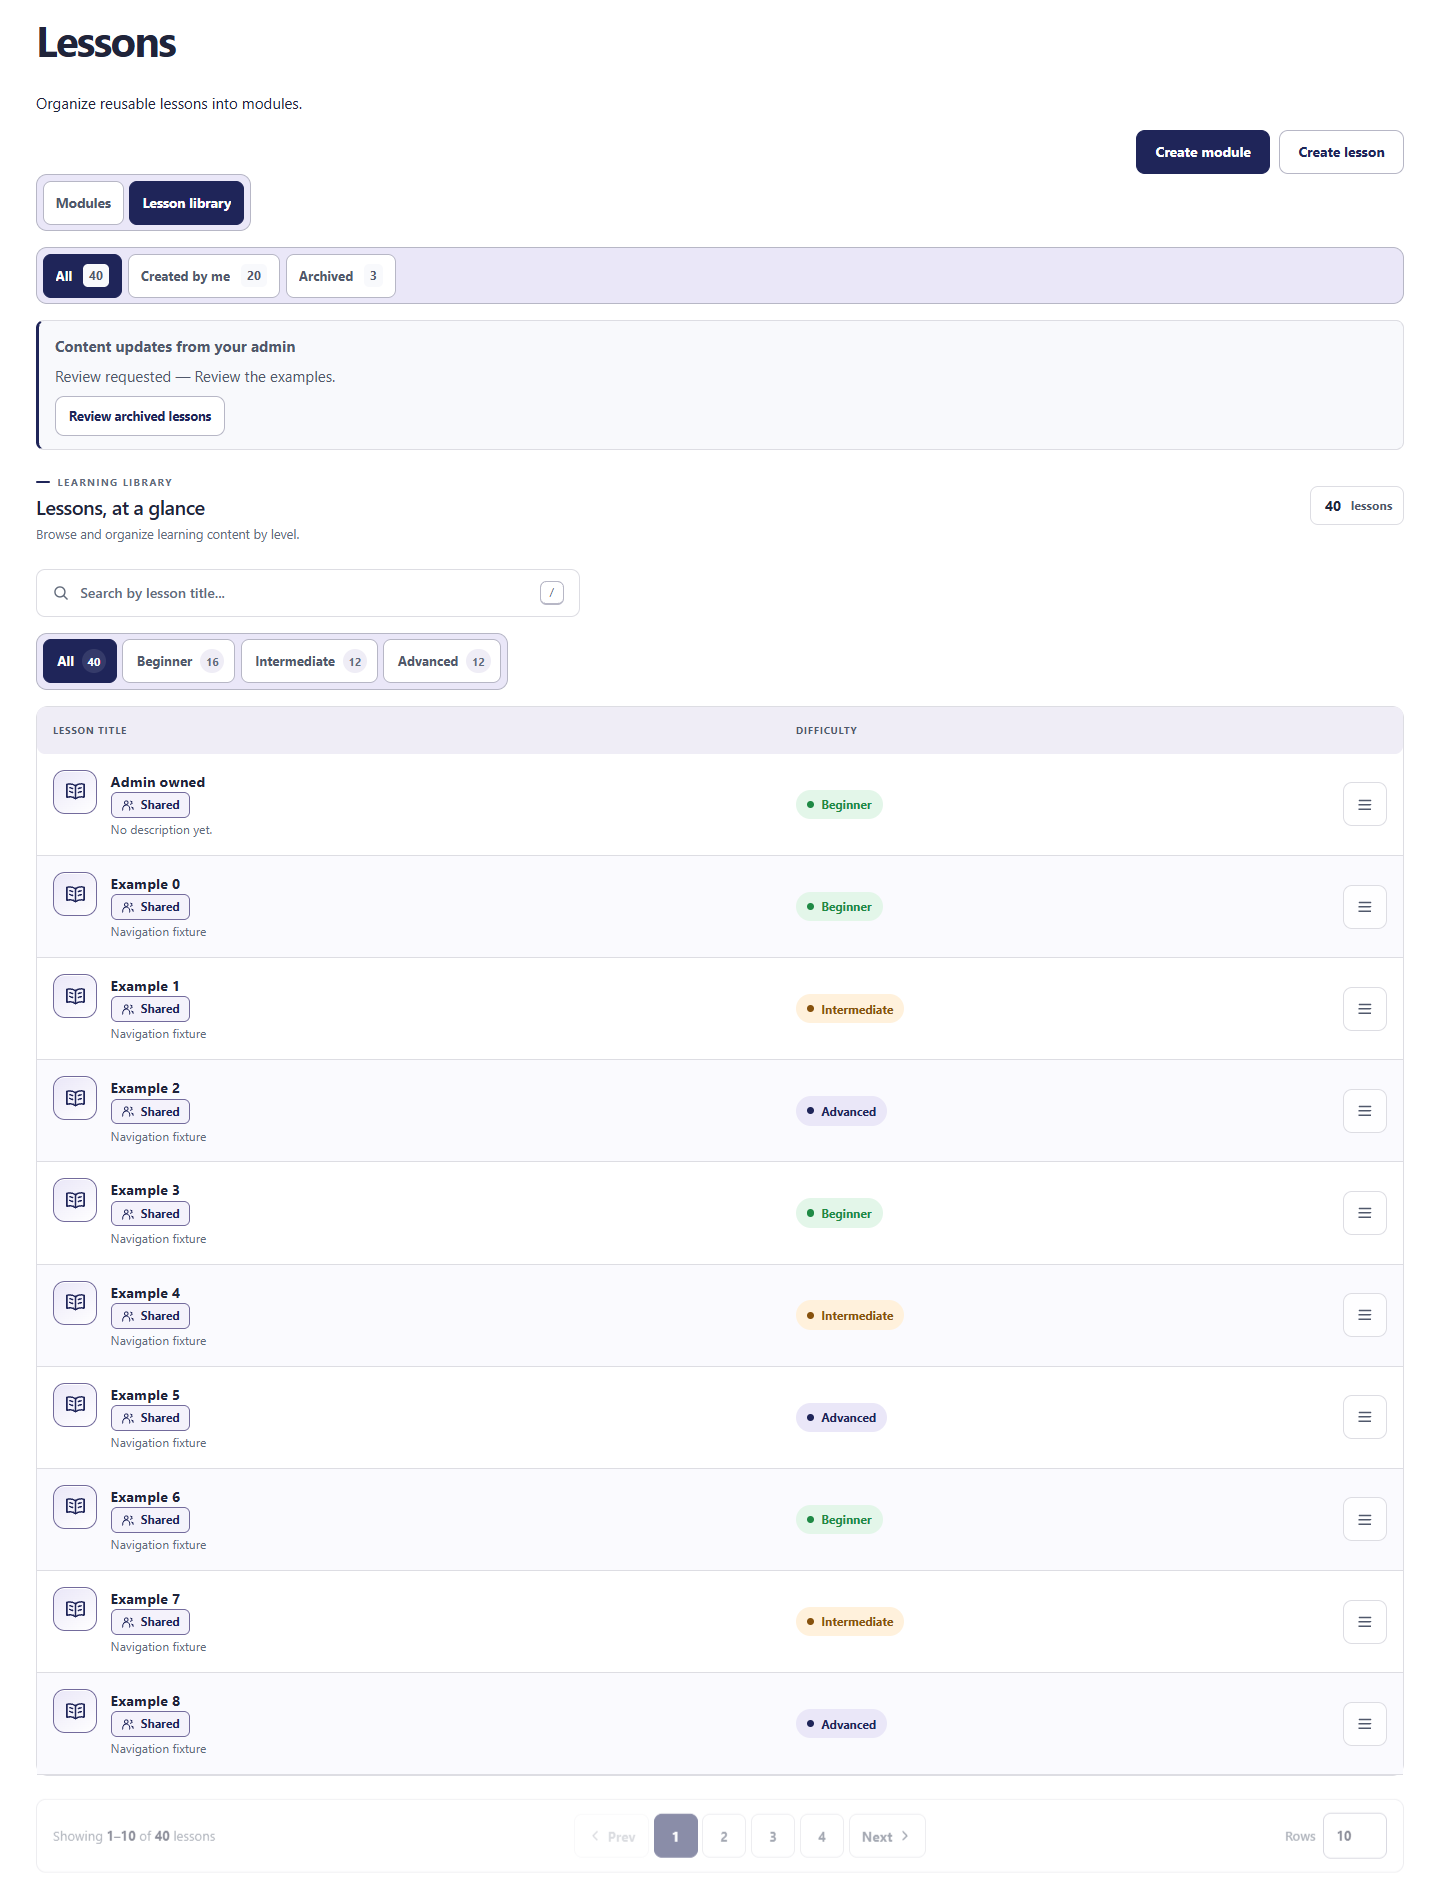 Lessons
Organize reusable lessons into modules.
Create module
Create lesson
Modules
Lesson library
All 40
Created by me 20
Archived 3
Content updates from your admin
Review requested — Review the examples.
Review archived lessons
LEARNING LIBRARY
Lessons, at a glance
Browse and organize learning content by level.
40 lessons
Search by lesson title...
/
All 40
Beginner 16
Intermediate 12
Advanced 12
LESSON TITLE
DIFFICULTY
Admin owned
Shared
No description yet.
Beginner
Example 0
Shared
Navigation fixture
Beginner
Example 1
Shared
Navigation fixture
Intermediate
Example 2
Shared
Navigation fixture
Advanced
Example 3
Shared
Navigation fixture
Beginner
Example 4
Shared
Navigation fixture
Intermediate
Example 5
Shared
Navigation fixture
Advanced
Example 6
Shared
Navigation fixture
Beginner
Example 7
Shared
Navigation fixture
Intermediate
Example 8
Shared
Navigation fixture
Advanced
Showing 1–10 of 40 lessons
Prev
1
2
3
4
Next
Rows
10